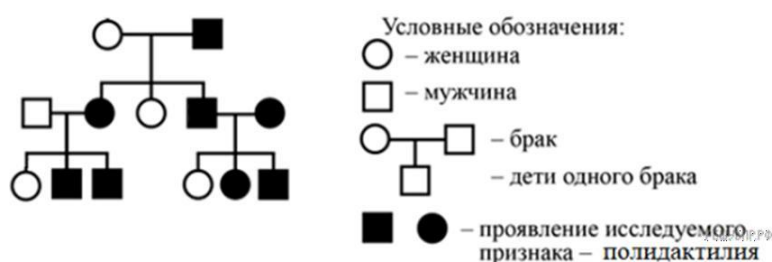 Условные обозначения:
– женщина
– мужчина
– брак
– дети одного брака
– проявление исследуемого
признака – полидактилия